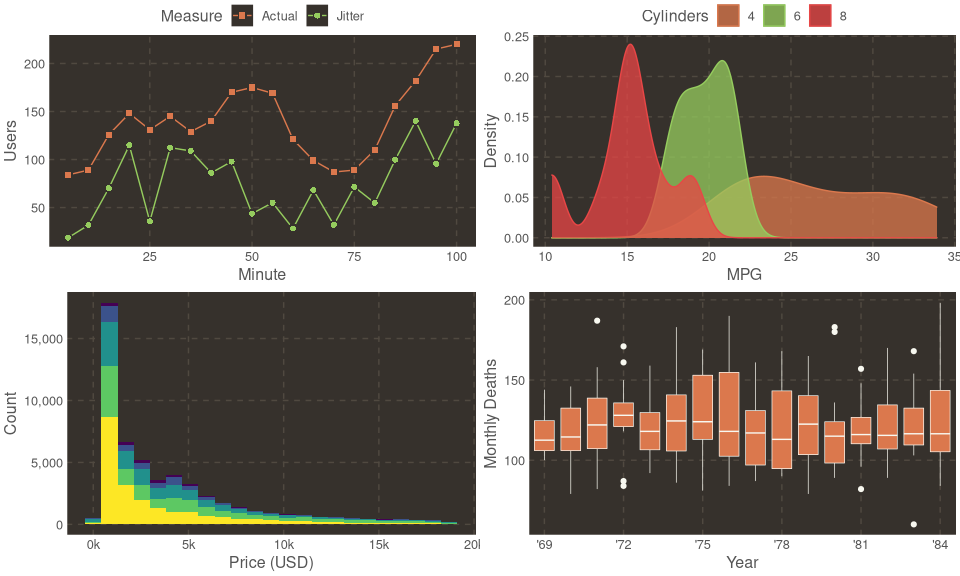 Measure Actual Jitter
200
150
100
50
Users
25 50 75 100
Minute
Cylinders 4 6 8
0.25
0.20
0.15
0.10
0.05
0.00
Density
10 15 20 25 30 35
MPG
15,000
10,000
5,000
0
Count
0k 5k 10k 15k 20
Price (USD)
200
150
100
Monthly Deaths
'69 '72 '75 '78 '81 '84
Year